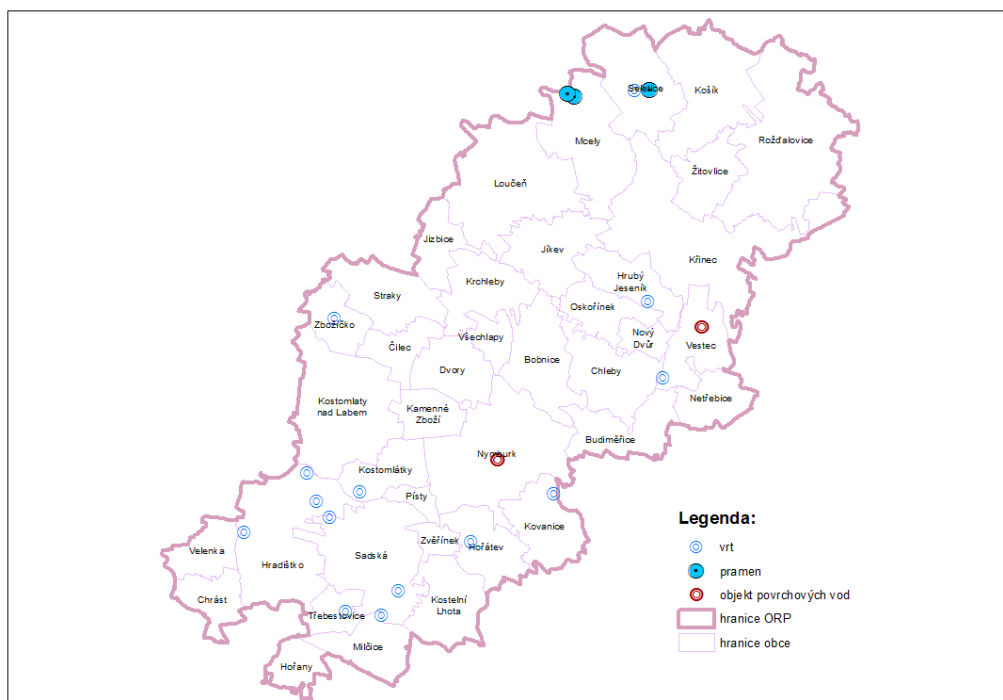 Seletice
Košík
Rožďalovice
Mcely
Žitovlice
Loučeň
Jizbice
Jíkev
Křinec
Krchleby
Hrubý
Jeseník
Straky
Oskořínek
Zbožíčko
Všechlapy
Nový
Dvůr
Vestec
Čilec
Bobnice
Dvory
Chleby
Kostomlaty
nad Labem
Netřebice
Kamenné
Zboží
Budiměřice
Nymburk
Kostomlátky
Písty
Kovanice
Zvěřínek
Hořátev
Velenka
Sadská
Hradištko
Chrást
Kostelní
Lhota
Třebestovice
Milčice
Hořany
Legenda:
vrt
pramen
objekt povrchových vod
hranice ORP
hranice obce